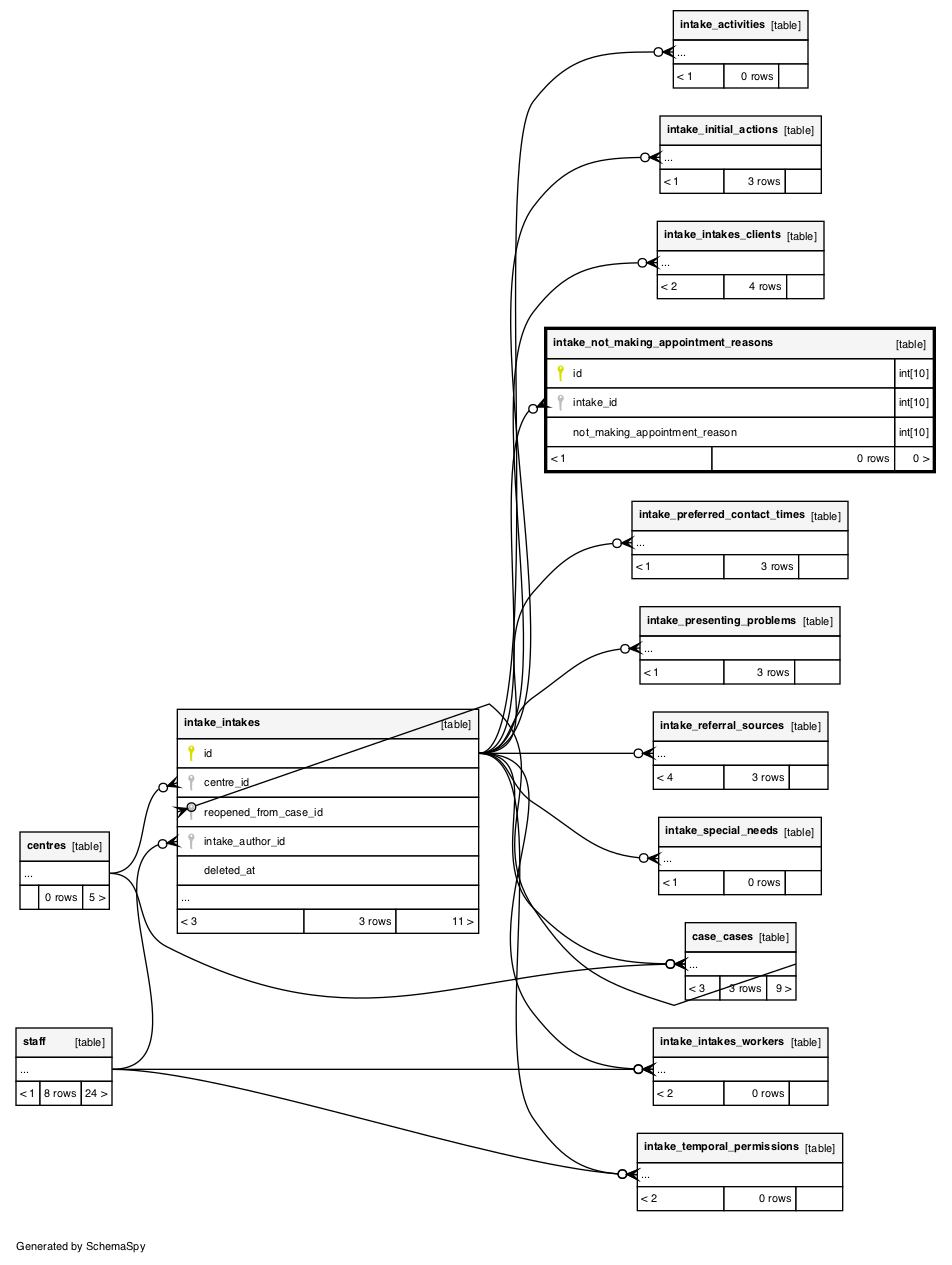 intake_activities [table]
...
< 1 0 rows
intake_initial_actions [table]
...
< 1 3 rows
intake_intakes_clients [table]
...
< 2 4 rows
intake_not_making_appointment_reasons [table]
id int[10]
intake_id int[10]
not_making_appointment_reason int[10]
< 1 0 rows 0 >
intake_preferred_contact_times [table]
...
< 1 3 rows
intake_presenting_problems [table]
...
< 1 3 rows
intake_intakes [table]
id
centre_id
reopened_from_case_id
intake_author_id
deleted_at
...
< 3 3 rows 11 >
intake_referral_sources [table]
...
< 4 3 rows
intake_special_needs [table]
...
< 1 0 rows
centres [table]
...
0 rows 5 >
case_cases [table]
...
< 3 3 rows 9 >
staff [table]
...
< 1 8 rows 24 >
intake_intakes_workers [table]
...
< 2 0 rows
intake_temporal_permissions [table]
...
< 2 0 rows
Generated by SchemaSpy